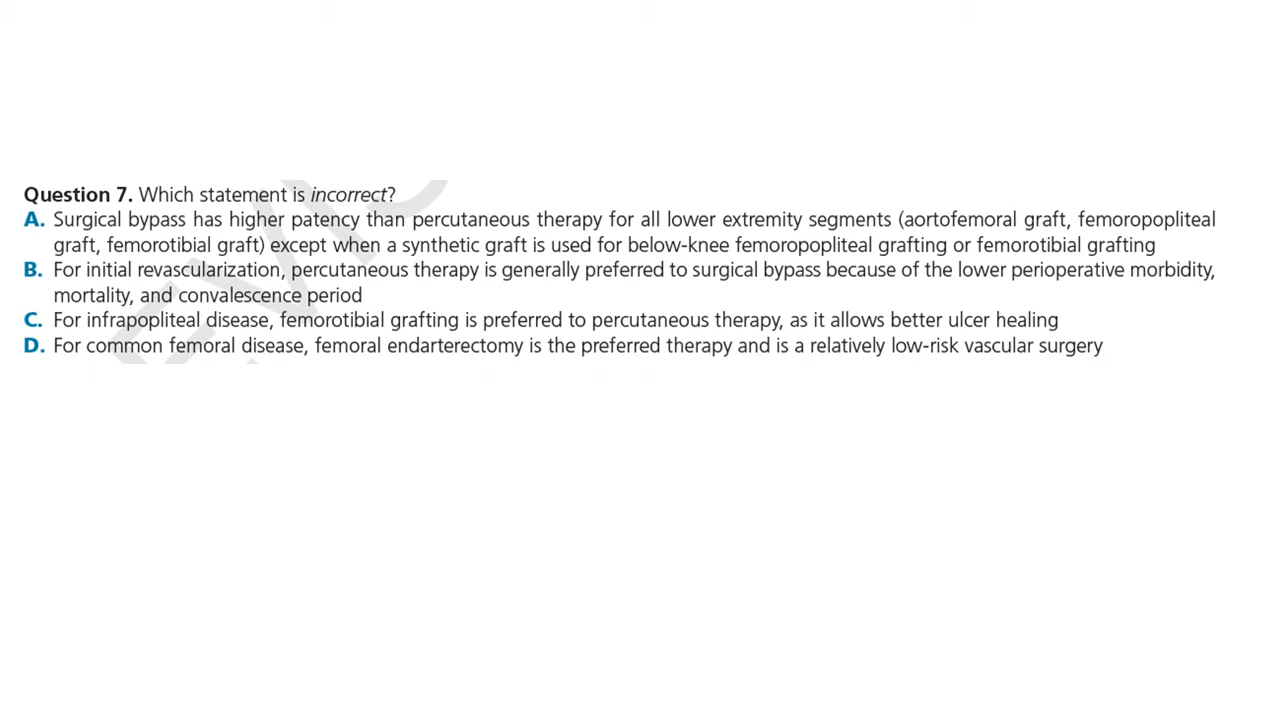 Question 7. Which statement is incorrect?
A. Surgical bypass has higher patency than percutaneous therapy for all lower extremity segments (aortofemoral graft, femoropopliteal
graft, femorotibial graft) except when a synthetic graft is used for below-knee femoropopliteal grafting or femorotibial grafting
B. For initial revascularization, percutaneous therapy is generally preferred to surgical bypass because of the lower perioperative morbidity,
mortality, and convalescence period
C. For infrapopliteal disease, femorotibial grafting is preferred to percutaneous therapy, as it allows better ulcer healing
D. For common femoral disease, femoral endarterectomy is the preferred therapy and is a relatively low-risk vascular surgery